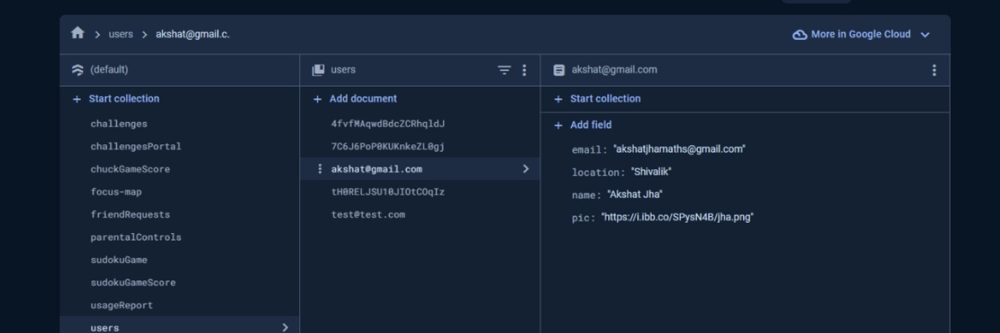 users > akshat@gmail.c.
More in Google Cloud
(default)
users
akshat@gmail.com
+ Start collection
challenges
challengesPortal
chuckGameScore
focus-map
friendRequests
parentalControls
sudokuGame
sudokuGameScore
usageReport
users
+ Add document
4fvfMAqwdBdcZCRhqldJ
7C6J6PoP0KUKnkeZL0gj
akshat@gmail.com
tH0RELJSU10JIOtCOqIz
test@test.com
+ Start collection
+ Add field
email: "akshatjhamaths@gmail.com"
location: "Shivalik"
name: "Akshat Jha"
pic: "https://i.ibb.co/SPysN4B/jha.png"